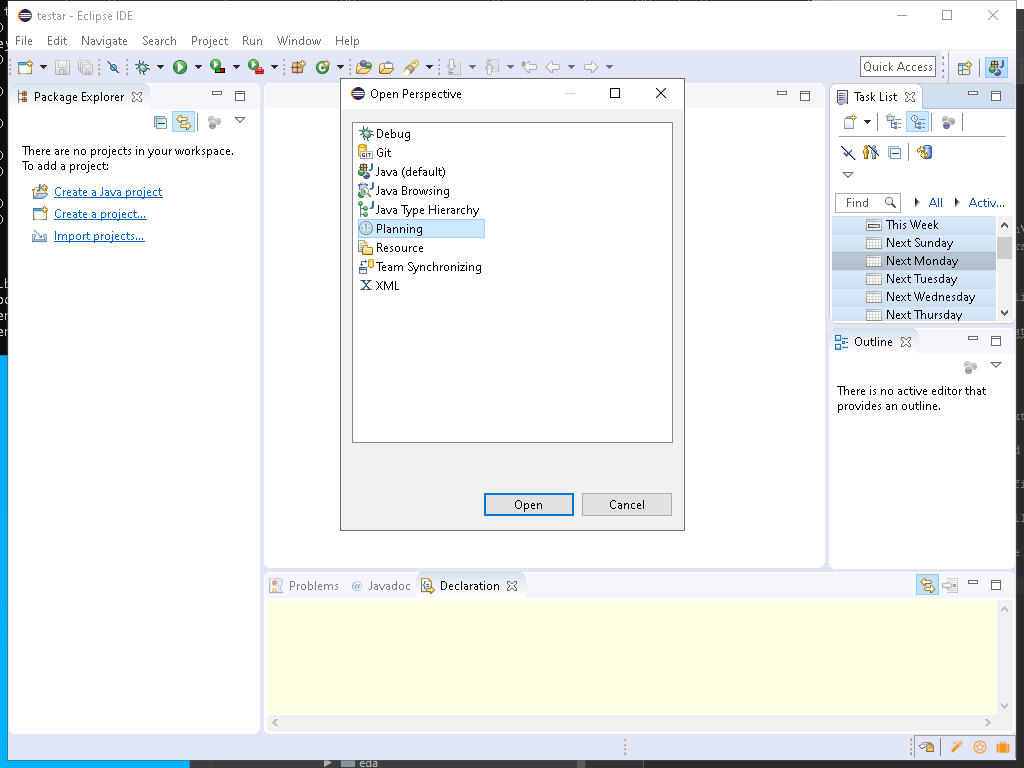 testar - Eclipse IDE
File Edit Navigate Search Project Run Window Help
Quick Access
Package Explorer
There are no projects in your workspace.
To add a project:
Create a Java project
Create a project...
Import projects...
Open Perspective
Debug
GIT Git
Java (default)
Java Browsing
Java Type Hierarchy
Planning
Resource
Team Synchronizing
X XML
Open Cancel
Task List
Find All Activ...
This Week
Next Sunday
Next Monday
Next Tuesday
Next Wednesday
Next Thursday
Outline
There is no active editor that
provides an outline.
Problems @ Javadoc Declaration
eda